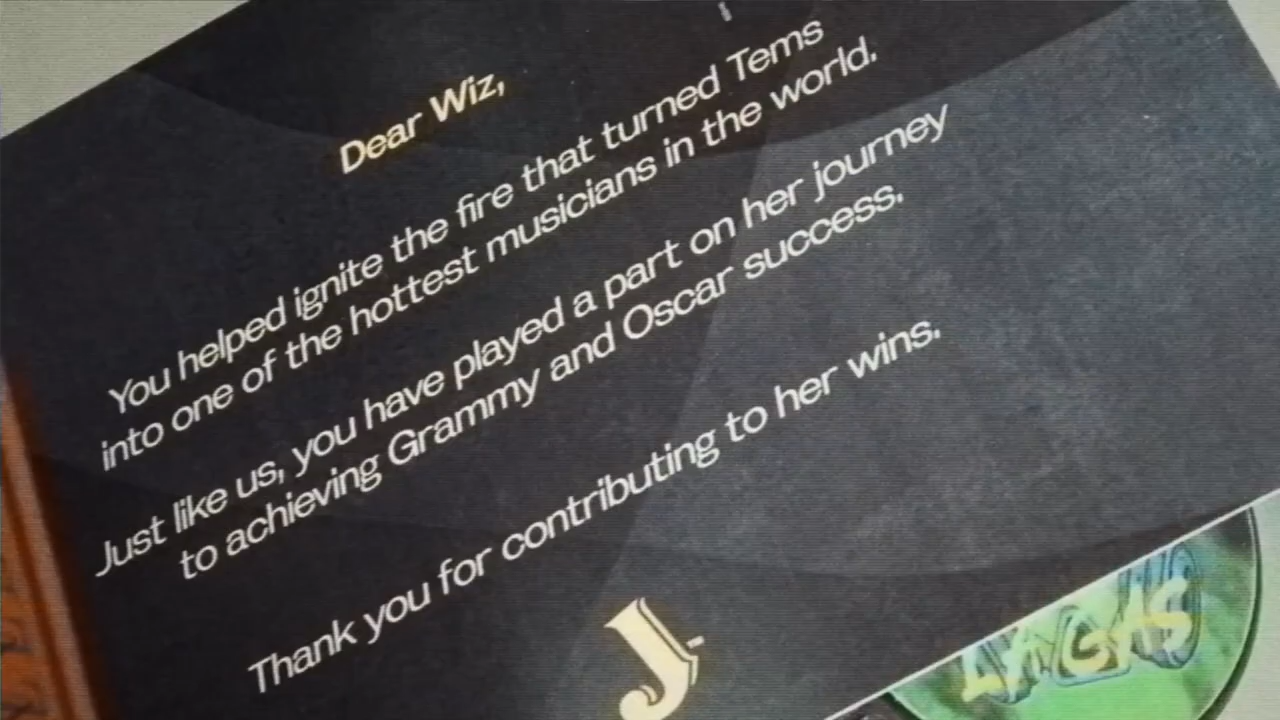 Dear Wiz,
You helped ignite the fire that turned Tems
into one of the hottest musicians in the world.
Just like us, you have played a part on her journey
to achieving Grammy and Oscar success.
Thank you for contributing to her wins.
J